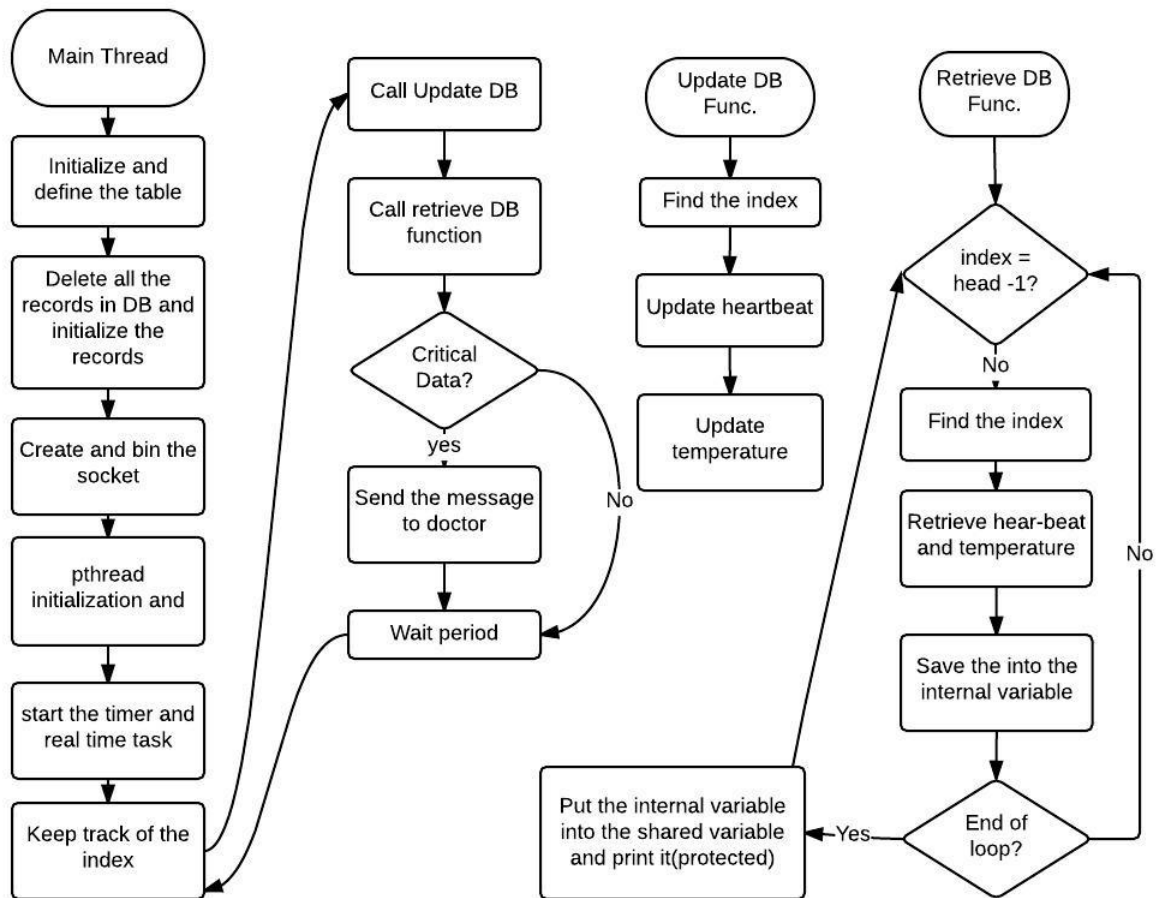 Main Thread
Initialize and
define the table
Delete all the
records in DB and
initialize the
records
Create and bin the
socket
pthread
initialization and
start the timer and
real time task
Keep track of the
index
Call Update DB
Call retrieve DB
function
Critical
Data?
yes
No
Send the message
to doctor
Wait period
Update DB
Func.
Find the index
Update heartbeat
Update
temperature
Retrieve DB
Func.
index =
head -1?
No
Find the index
Retrieve hear-beat
and temperature
No
Save the into the
internal variable
End of
loop?
Yes
Put the internal variable
into the shared variable
and print it(protected)